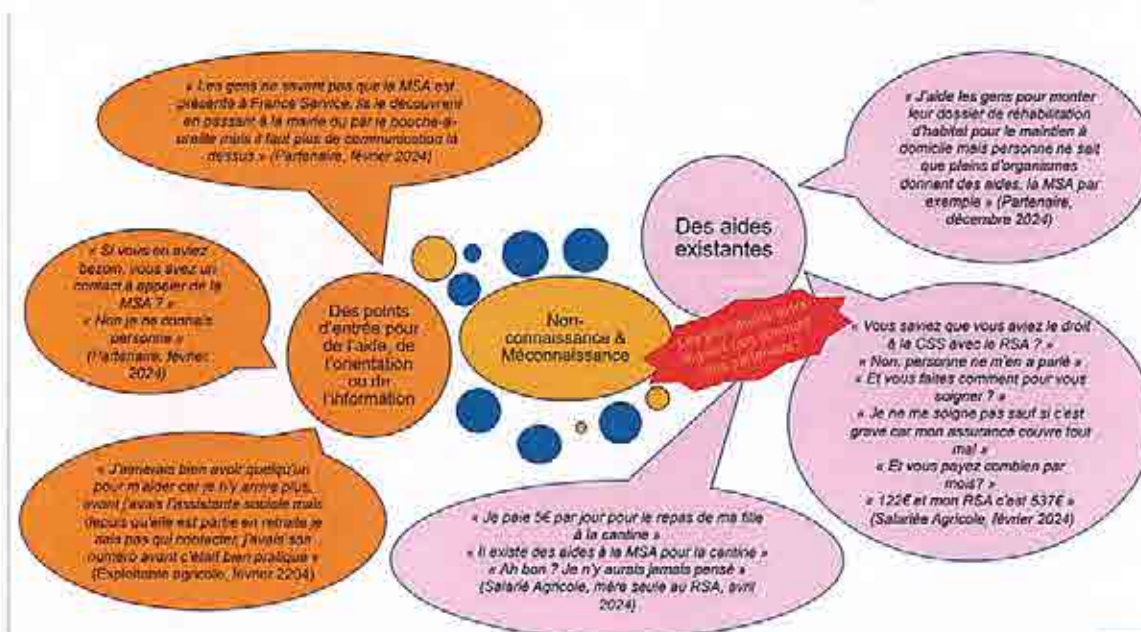 « Les gens ne savent pas que la MSA est
présente à France Service, ils le découvrent
en passant à la mairie ou par le bouche-à-
oreille mais il faut plus de communication là
dessus » (Partenaire, février 2024)
« J'aide les gens pour monter
leur dossier de réhabilitation
d'habitat pour le maintien à
domicile mais personne ne sait
que pleins d'organismes
donnent des aides, la MSA par
exemple » (Partenaire,
décembre 2024)
Des aides
existantes
« Si vous en aviez
besoin, vous avez un
contact à appeler de la
MSA ? »
« Non je ne connais
personne »
(Partenaire, février
2024)
Des points
d'entrée pour
de l'aide, de
l'orientation
ou de
l'information
Non-
connaissance &
Méconnaissance
« Vous saviez que vous aviez le droit
à la CSS avec le RSA ? »
« Non, personne ne m'en a parlé »
« Et vous faites comment pour vous
soigner ? »
« Je ne me soigne pas sauf si c'est
grave car mon assurance couvre tout
mal »
« Et vous payez combien par
mois? »
« 122€ et mon RSA c'est 537€ »
(Salariée Agricole, février 2024)
« J'aimerais bien avoir quelqu'un
pour m'aider car je n'y arrive plus,
avant j'avais l'assistante sociale mais
depuis qu'elle est partie en retraite je
sais pas qui contacter, j'avais son
numéro avant c'était bien pratique »
(Exploitante agricole, février 2204)
« Je paie 5€ par jour pour le repas de ma fille
à la cantine »
« Il existe des aides à la MSA pour la cantine »
« Ah bon ? Je n'y aurais jamais pensé »
(Salarié Agricole, mère seule au RSA, avril
2024)